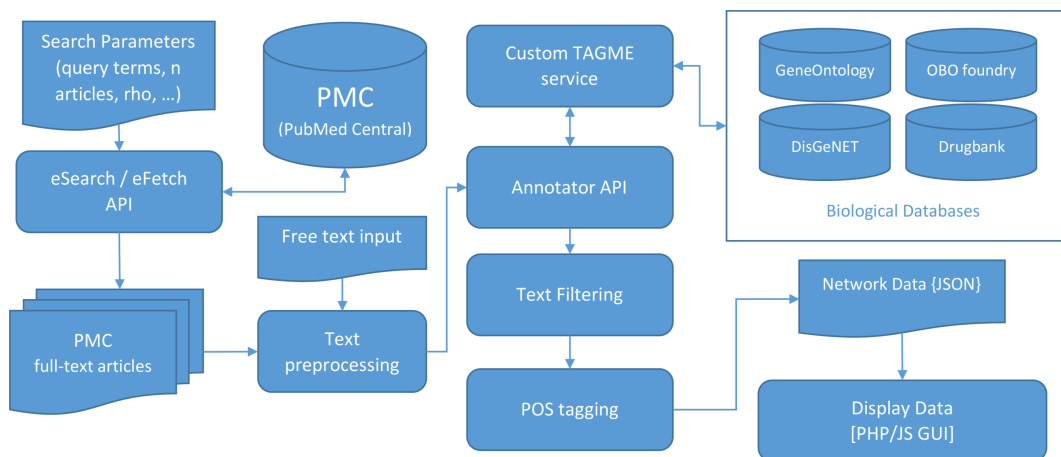 Search Parameters
(query terms, n
articles, rho, …)
PMC
(PubMed Central)
eSearch / eFetch
API
Free text input
PMC
full-text articles
Text
preprocessing
Custom TAGME
service
Annotator API
Text Filtering
POS tagging
GeneOntology
OBO foundry
DisGeNET
Drugbank
Biological Databases
Network Data {JSON}
Display Data
[PHP/JS GUI]